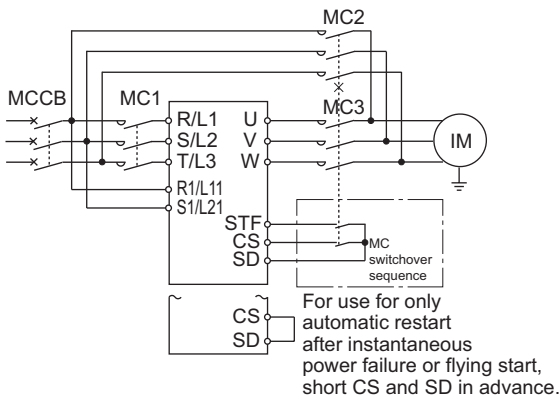 MC2
MCCB
MC1
MC3
R/L1
S/L2
T/L3
R1/L11
S1/L21
U
V
W
IM
STF
CS
SD
MC
switchover
sequence
CS
SD
For use for only
automatic restart
after instantaneous
power failure or flying start,
short CS and SD in advance.